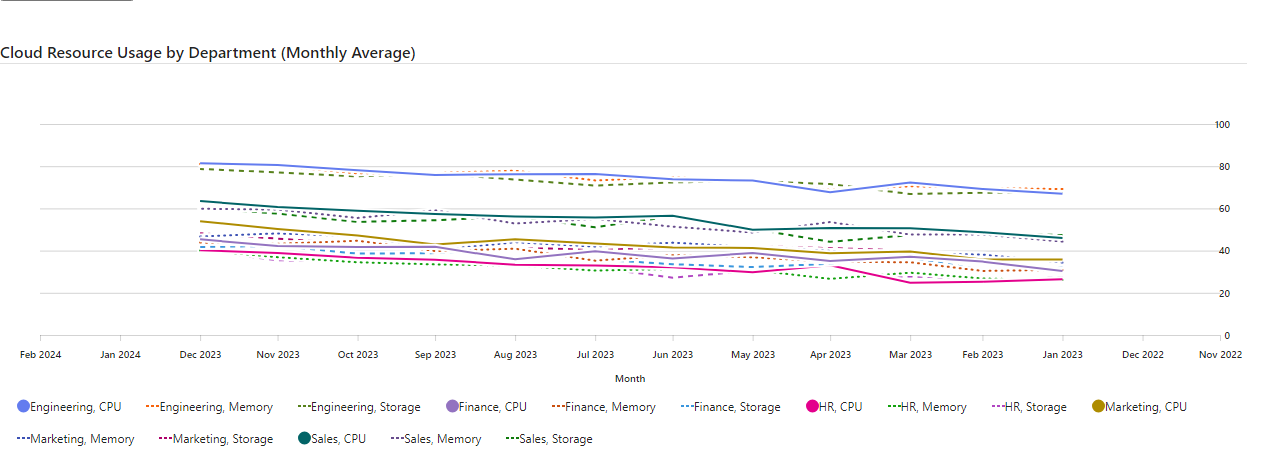 Cloud Resource Usage by Department (Monthly Average)
100
80
60
40
20
0
Feb 2024 Jan 2024 Dec 2023 Nov 2023 Oct 2023 Sep 2023 Aug 2023 Jul 2023 Jun 2023 May 2023 Apr 2023 Mar 2023 Feb 2023 Jan 2023 Dec 2022 Nov 2022
Month
Engineering, CPU Engineering, Memory Engineering, Storage Finance, CPU Finance, Memory Finance, Storage HR, CPU HR, Memory HR, Storage Marketing, CPU
Marketing, Memory Marketing, Storage Sales, CPU Sales, Memory Sales, Storage